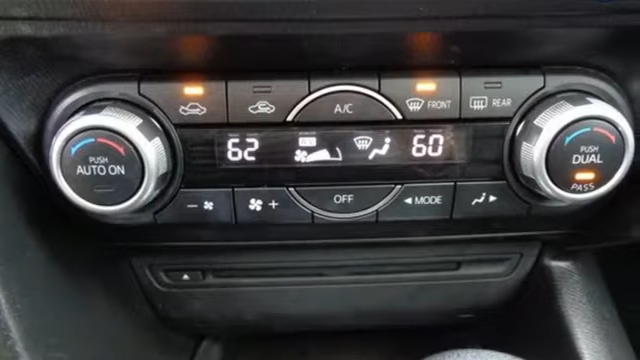 A/C
FRONT
REAR
PUSH
AUTO ON
62
60
PUSH
DUAL
PASS
OFF
MODE